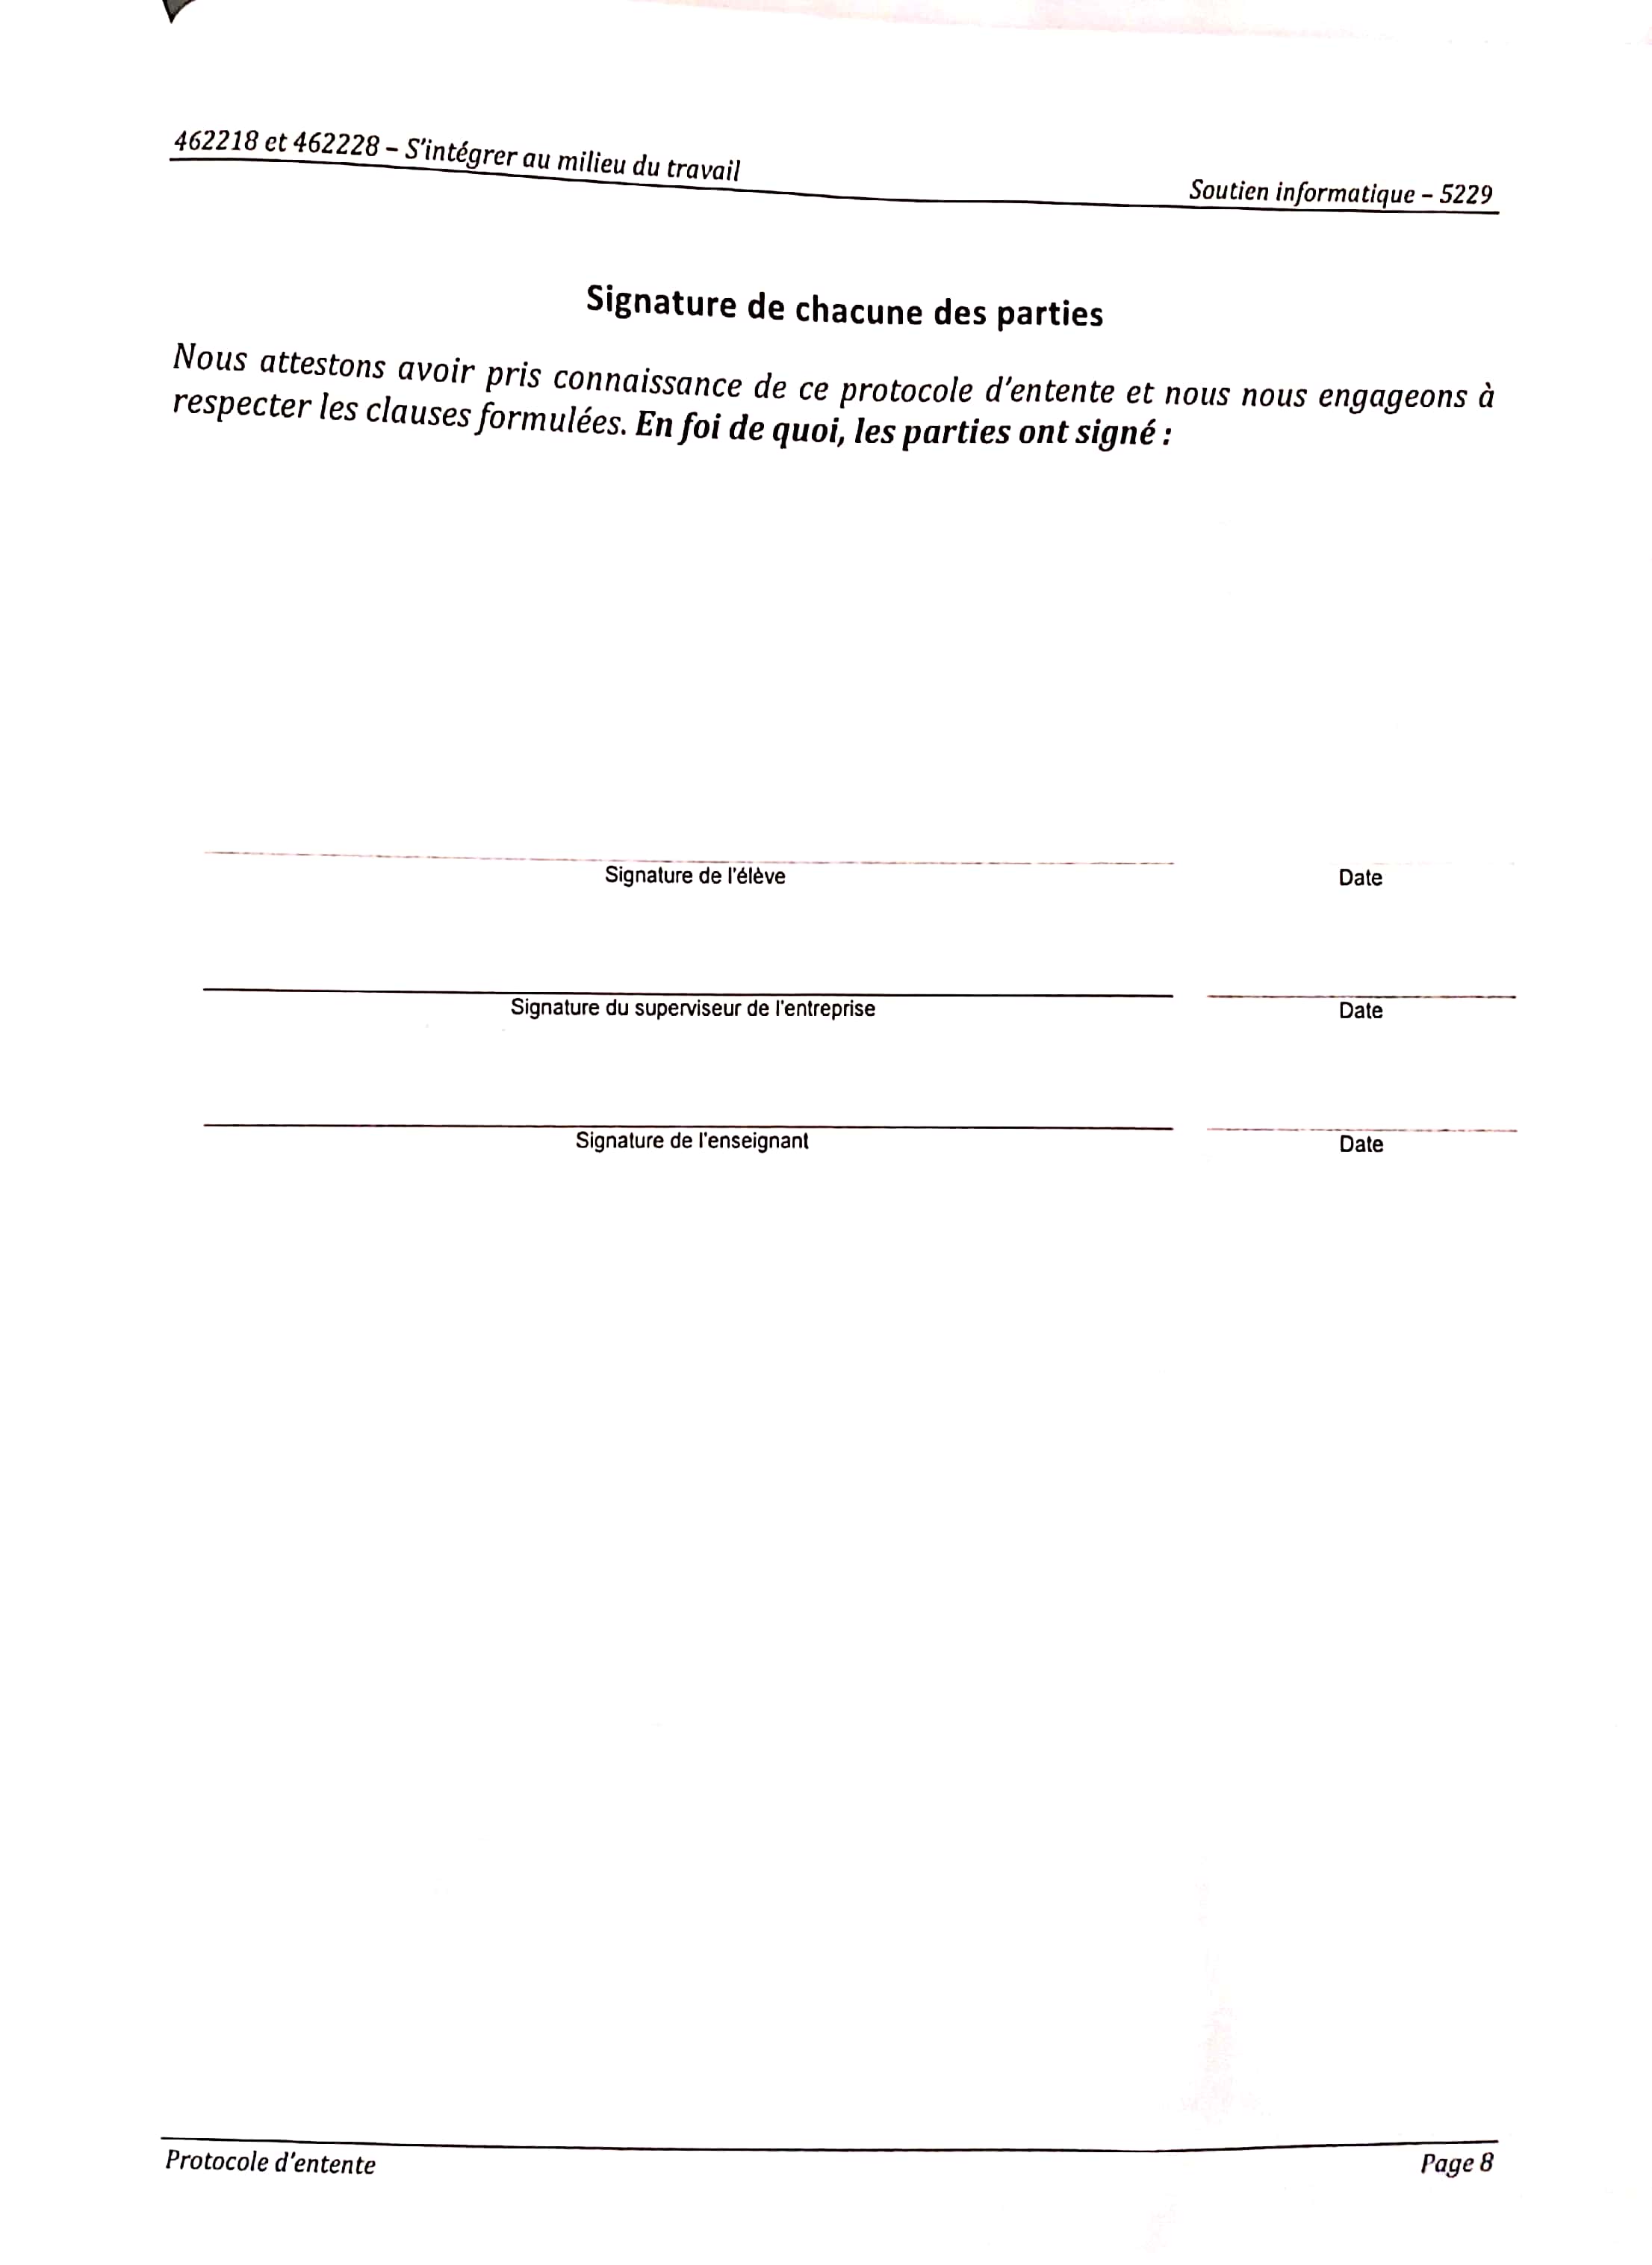 462218 et 462228 – S'intégrer au milieu du travail
Soutien informatique – 5229
Signature de chacune des parties
Nous attestons avoir pris connaissance de ce protocole d'entente et nous nous engageons à
respecter les clauses formulées. En foi de quoi, les parties ont signé :
Signature de l'élève
Date
Signature du superviseur de l'entreprise
Date
Signature de l'enseignant
Date
Protocole d'entente
Page 8